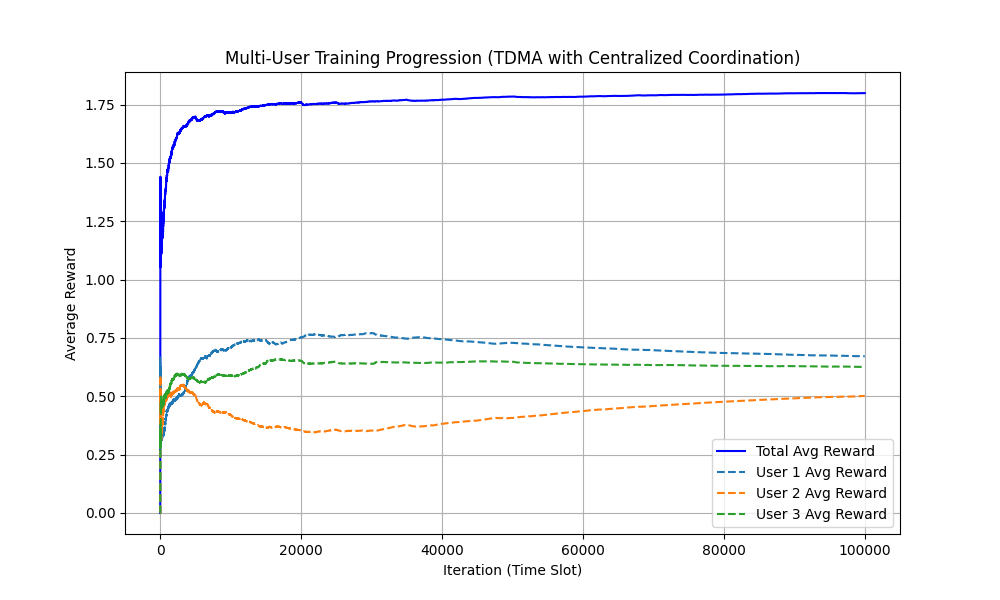 Multi-User Training Progression (TDMA with Centralized Coordination)
Average Reward
1.75
1.50
1.25
1.00
0.75
0.50
0.25
0.00
Total Avg Reward
User 1 Avg Reward
User 2 Avg Reward
User 3 Avg Reward
0 20000 40000 60000 80000 100000
Iteration (Time Slot)